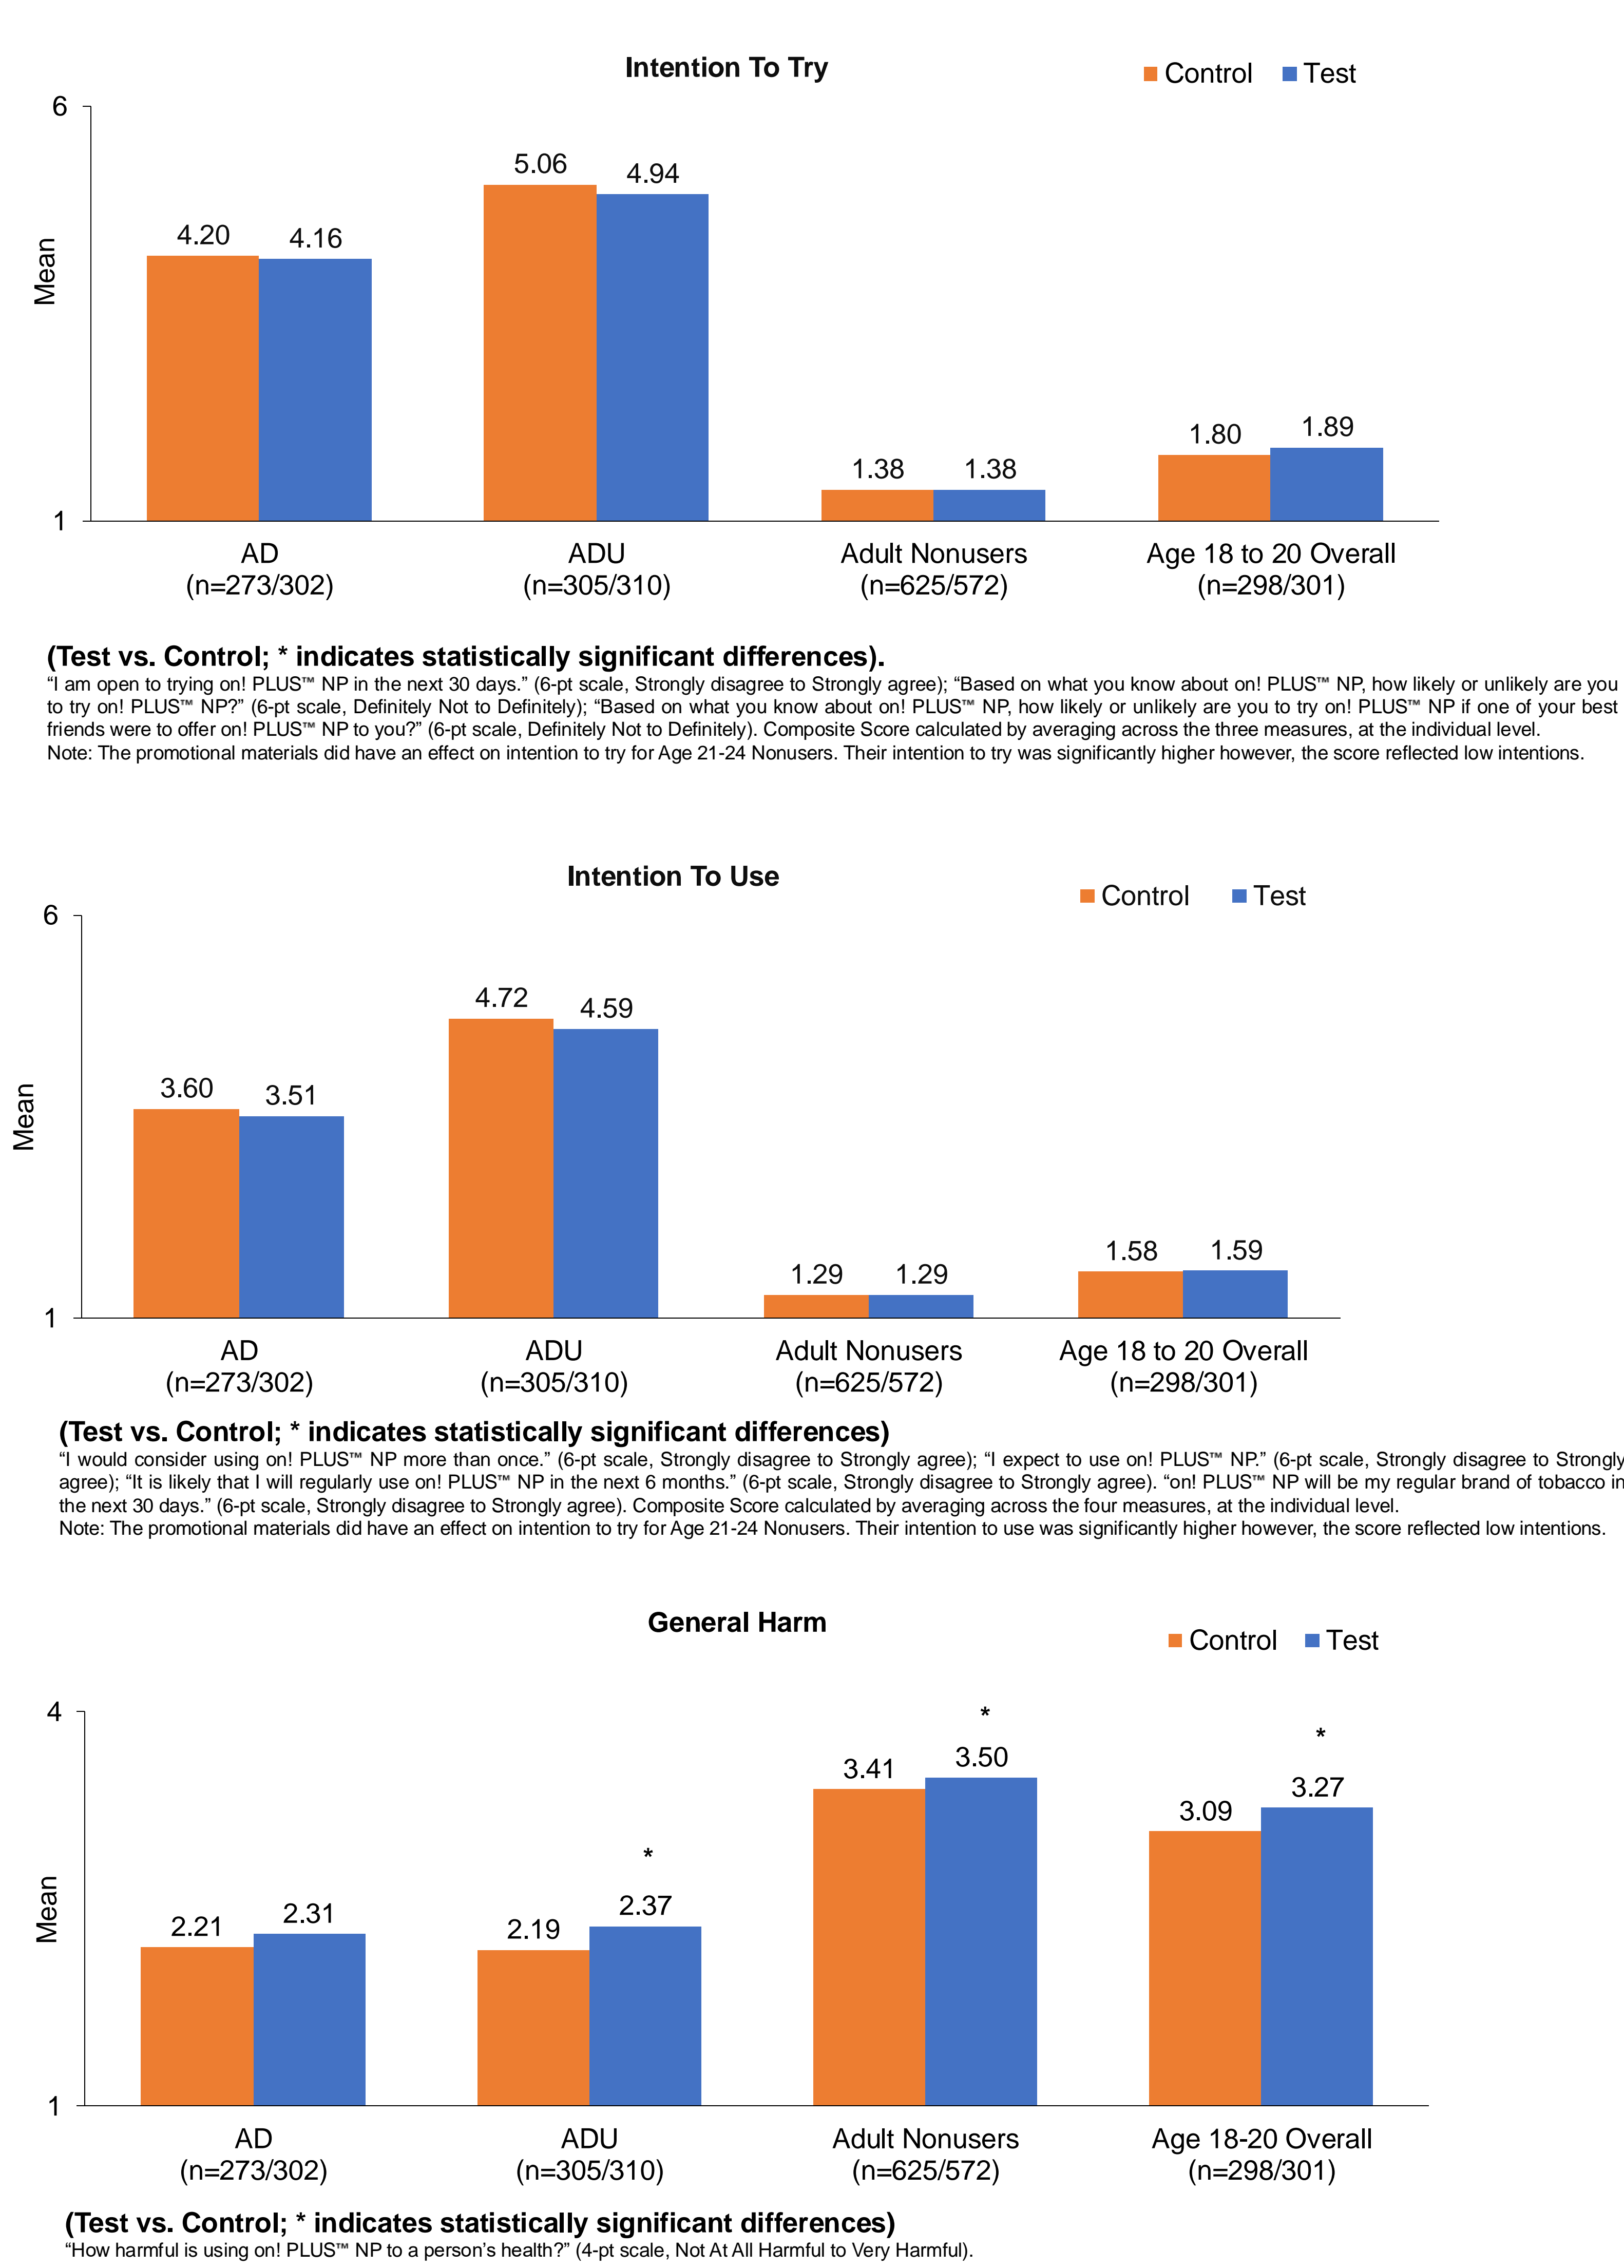 Intention To Try
Control
Test
6
Mean
1
5.06
4.94
4.20
4.16
1.38
1.38
1.80
1.89
AD
(n=273/302)
ADU
(n=305/310)
Adult Nonusers
(n=625/572)
Age 18 to 20 Overall
(n=298/301)
(Test vs. Control; * indicates statistically significant differences).
“I am open to trying on! PLUS™ NP in the next 30 days.” (6-pt scale, Strongly disagree to Strongly agree); “Based on what you know about on! PLUS™ NP, how likely or unlikely are you
to try on! PLUS™ NP?” (6-pt scale, Definitely Not to Definitely); “Based on what you know about on! PLUS™ NP, how likely or unlikely are you to try on! PLUS™ NP if one of your best
friends were to offer on! PLUS™ NP to you?” (6-pt scale, Definitely Not to Definitely). Composite Score calculated by averaging across the three measures, at the individual level.
Note: The promotional materials did have an effect on intention to try for Age 21-24 Nonusers. Their intention to try was significantly higher however, the score reflected low intentions.
Intention To Use
Control
Test
6
Mean
1
4.72
4.59
3.60
3.51
1.29
1.29
1.58
1.59
AD
(n=273/302)
ADU
(n=305/310)
Adult Nonusers
(n=625/572)
Age 18 to 20 Overall
(n=298/301)
(Test vs. Control; * indicates statistically significant differences)
“I would consider using on! PLUS™ NP more than once.” (6-pt scale, Strongly disagree to Strongly agree); “I expect to use on! PLUS™ NP.” (6-pt scale, Strongly disagree to Strongly
agree); “It is likely that I will regularly use on! PLUS™ NP in the next 6 months.” (6-pt scale, Strongly disagree to Strongly agree). “on! PLUS™ NP will be my regular brand of tobacco in
the next 30 days.” (6-pt scale, Strongly disagree to Strongly agree). Composite Score calculated by averaging across the four measures, at the individual level.
Note: The promotional materials did have an effect on intention to try for Age 21-24 Nonusers. Their intention to use was significantly higher however, the score reflected low intentions.
General Harm
Control
Test
4
Mean
1
2.21
2.31
2.19
*
2.37
3.41
*
3.50
3.09
*
3.27
AD
(n=273/302)
ADU
(n=305/310)
Adult Nonusers
(n=625/572)
Age 18-20 Overall
(n=298/301)
(Test vs. Control; * indicates statistically significant differences)
“How harmful is using on! PLUS™ NP to a person’s health?” (4-pt scale, Not At All Harmful to Very Harmful).